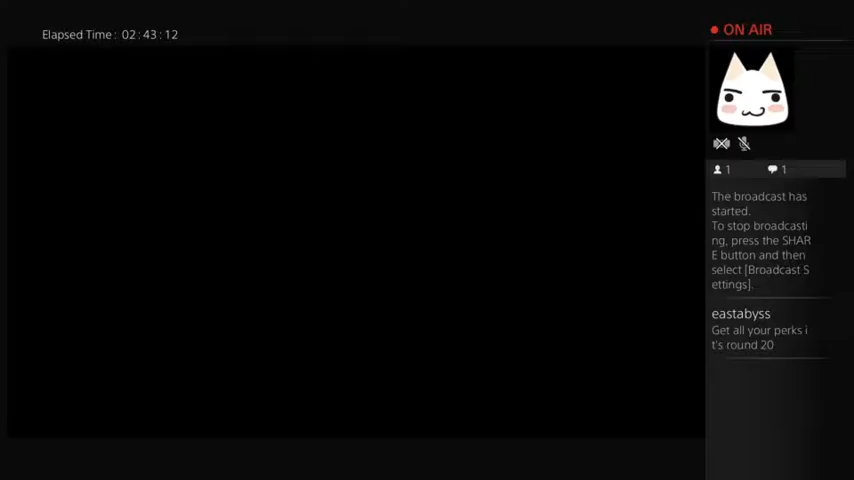 Elapsed Time: 02:43:12
ON AIR
1 1
The broadcast has
started.
To stop broadcasti
ng, press the SHAR
E button and then
select [Broadcast S
ettings].
eastabyss
Get all your perks i
t's round 20